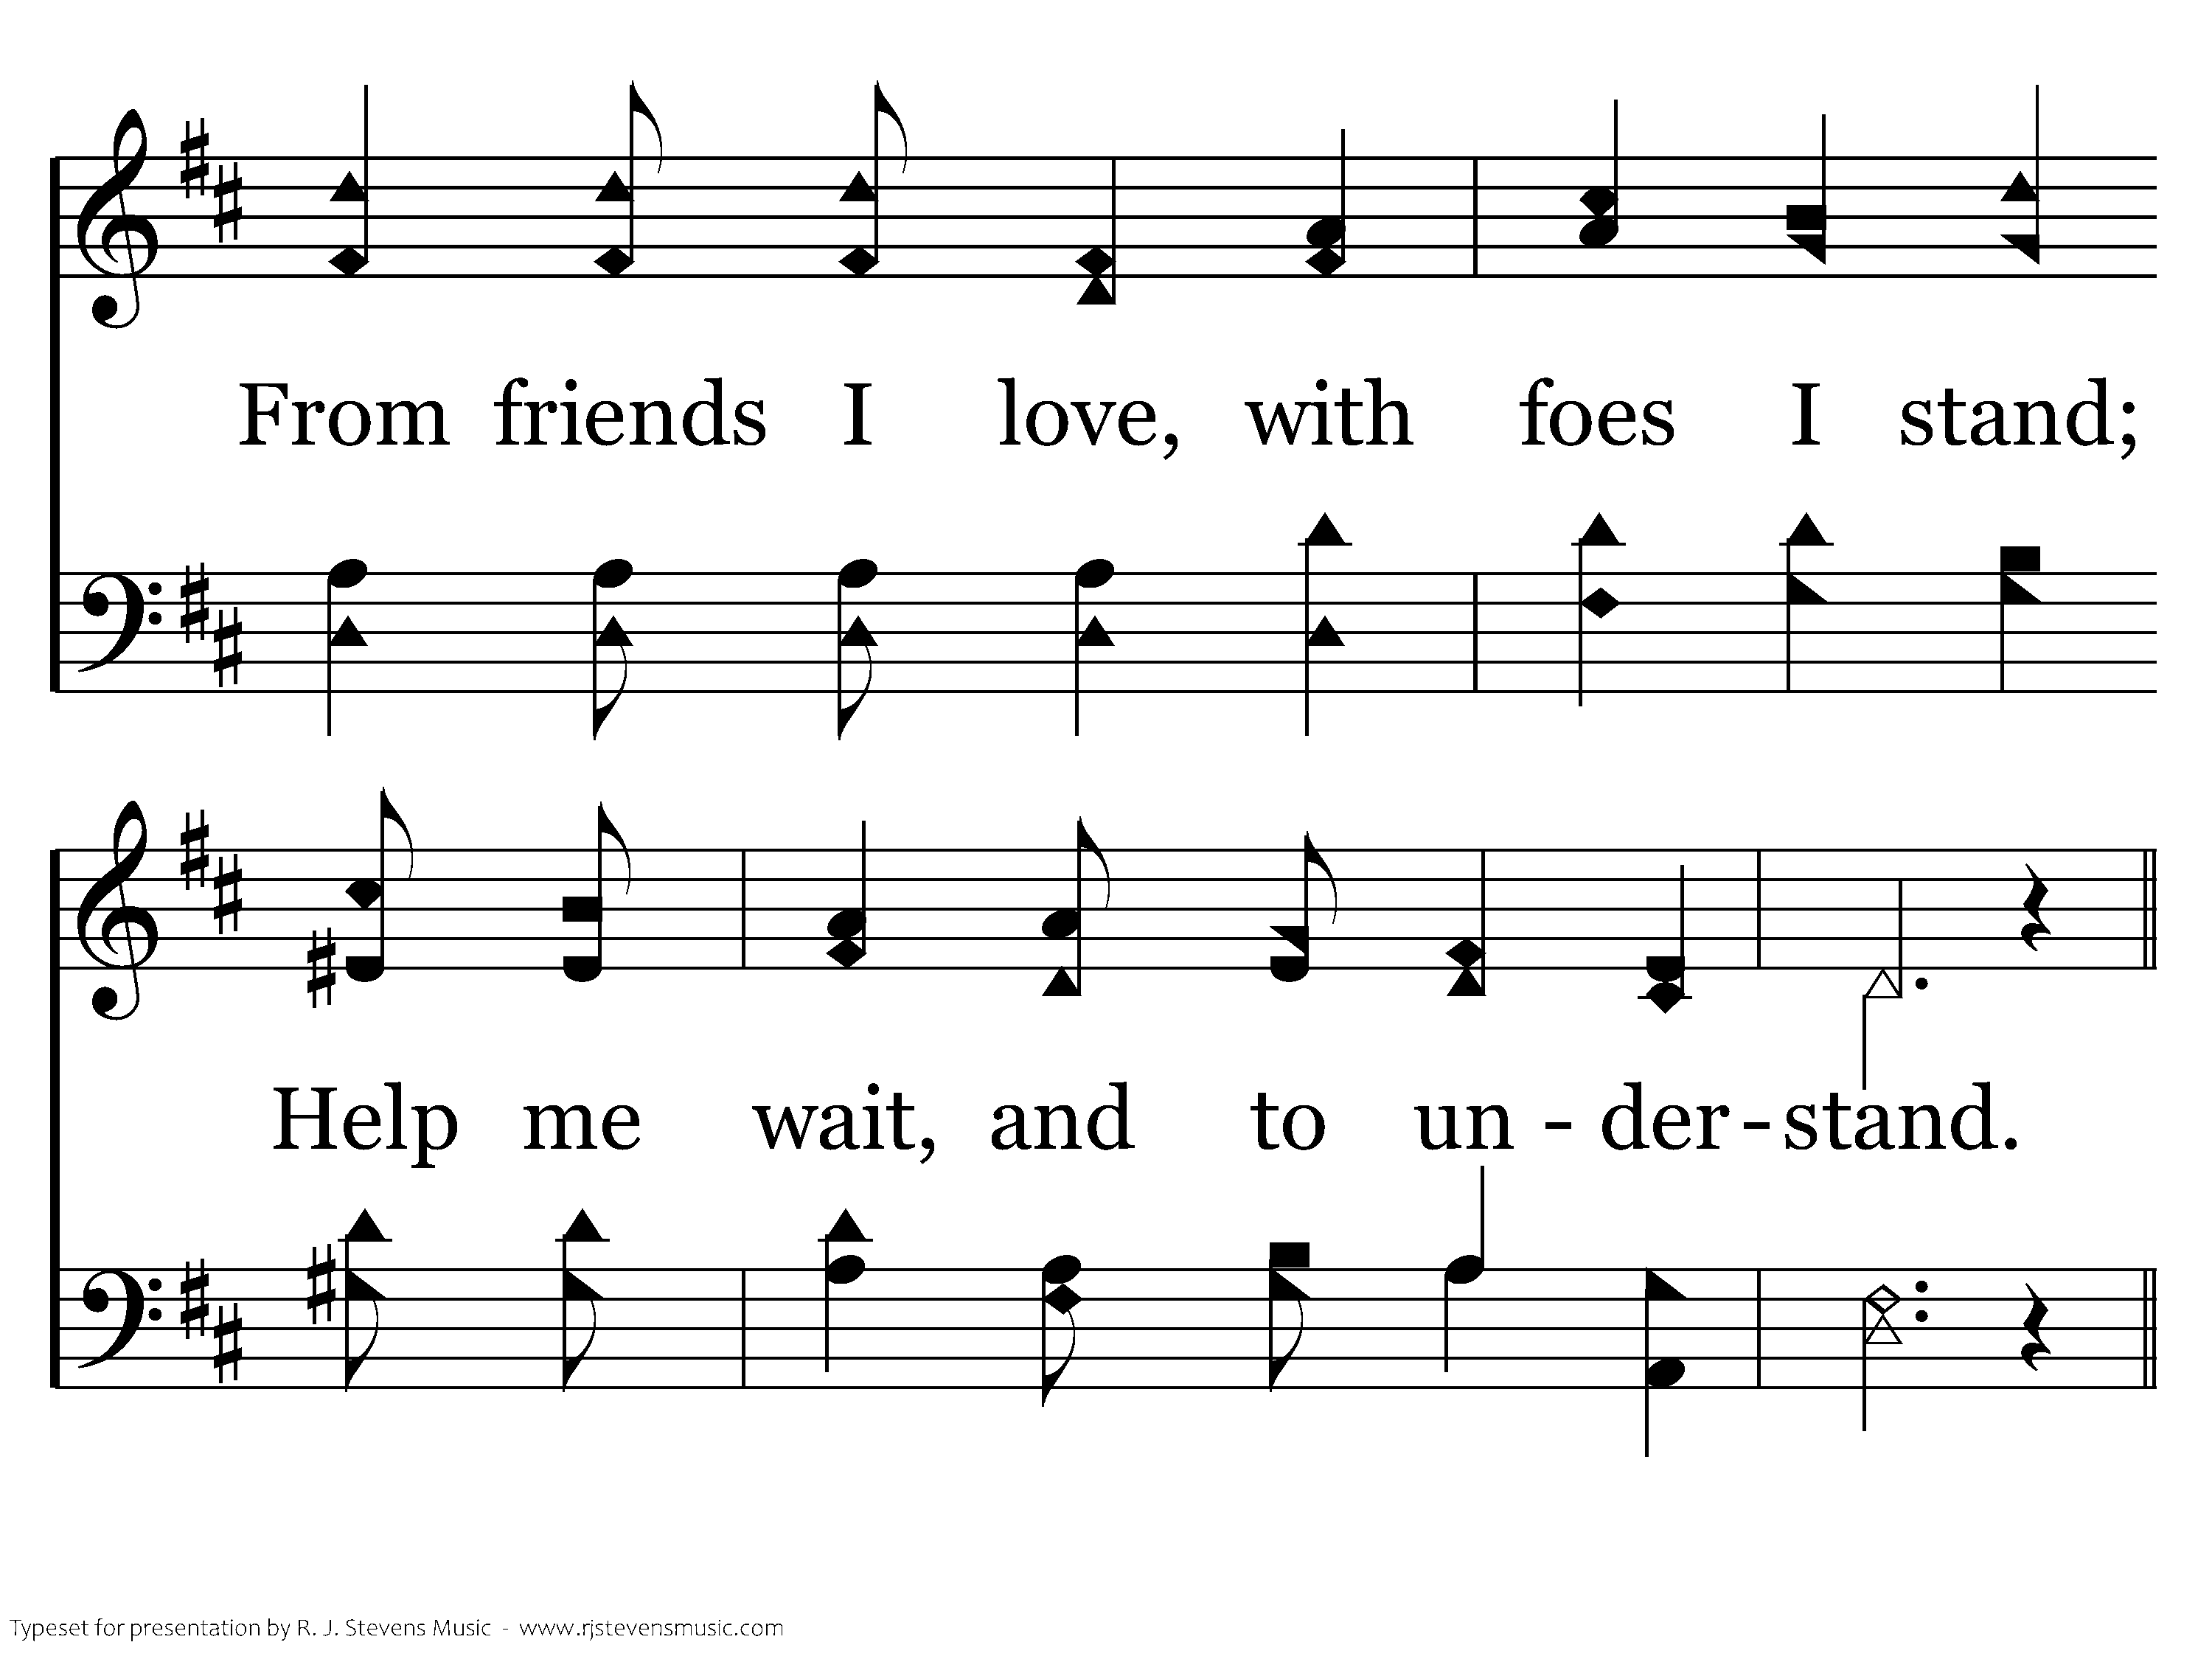 From friends I love, with foes I stand;
Help me wait, and to un - der - stand.
Typeset for presentation by R. J. Stevens Music - www.rjstevensmusic.com